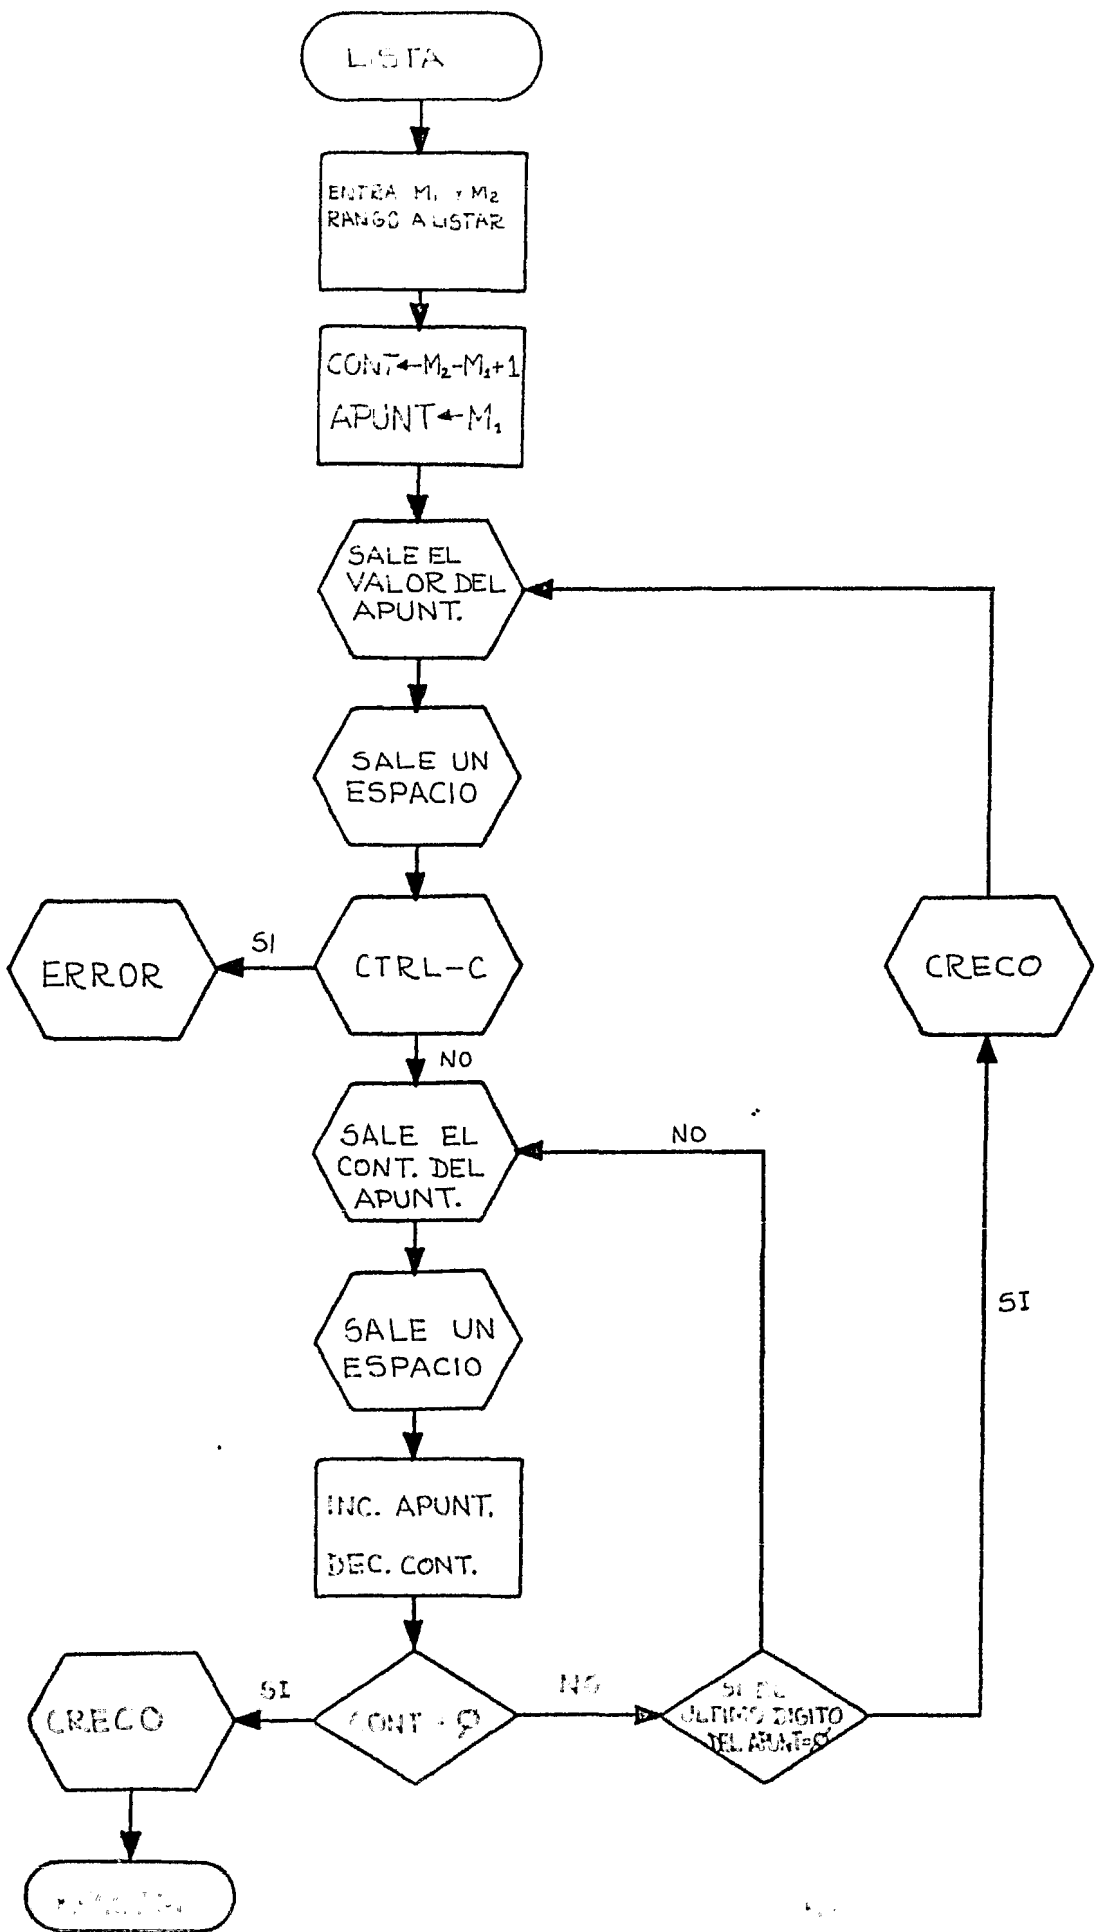 LISTA
ENTRA M₁ Y M₂
RANGO A LISTAR
CONT←M₂-M₁+1
APUNT←M₁
SALE EL
VALOR DEL
APUNT.
SALE UN
ESPACIO
SI
ERROR
CTRL-C
CRECO
NO
SALE EL
CONT. DEL
APUNT.
NO
SI
SALE UN
ESPACIO
INC. APUNT.
DEC. CONT.
CRECO
SI
CONT = Ø
NO
SI EL
ULTIMO DIGITO
DEL APUNT=Ø